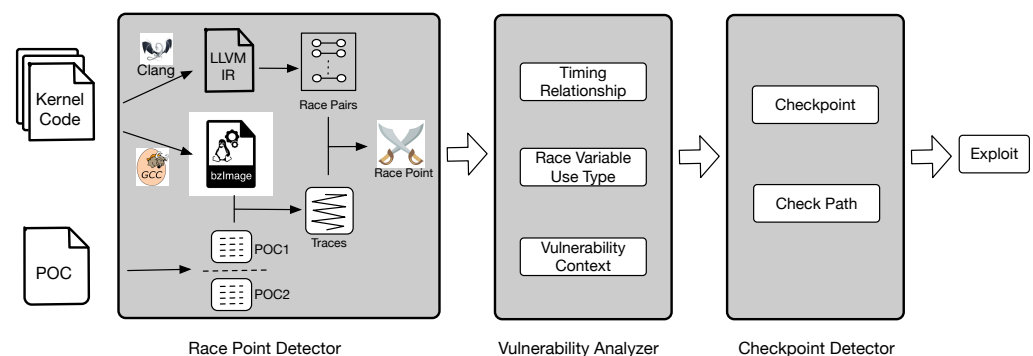 Kernel
Code
POC
Clang
LLVM
IR
Race Pairs
GCC
bzImage
Race Point
Traces
POC1
POC2
Race Point Detector
Timing
Relationship
Race Variable
Use Type
Vulnerability
Context
Vulnerability Analyzer
Checkpoint
Check Path
Checkpoint Detector
Exploit